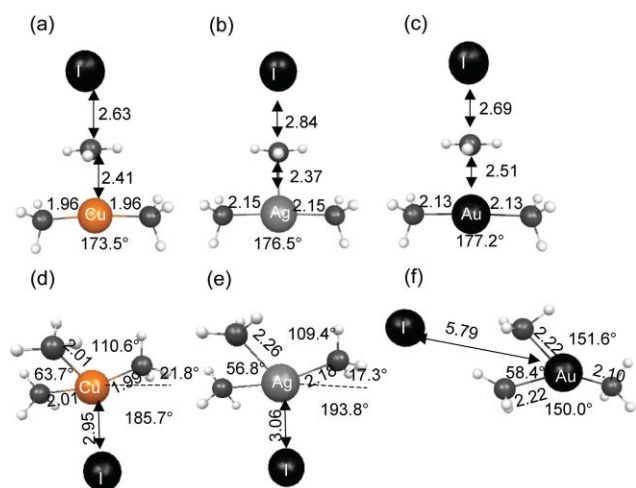 (a)
(b)
(c)
I
I
I
2.63
2.84
2.69
2.41
2.37
2.51
1.96
Cu
1.96
2.15
Ag
2.15
2.13
Au
2.13
173.5°
176.5°
177.2°
(d)
(e)
(f)
2.01
110.6°
63.7°
Cu
21.8°
2.01
1.99
185.7°
2.95
I
2.26
109.4°
56.8°
Ag
17.3°
2.18
193.8°
3.06
I
I
5.79
2.22
151.6°
58.4°
Au
2.10
2.22
150.0°